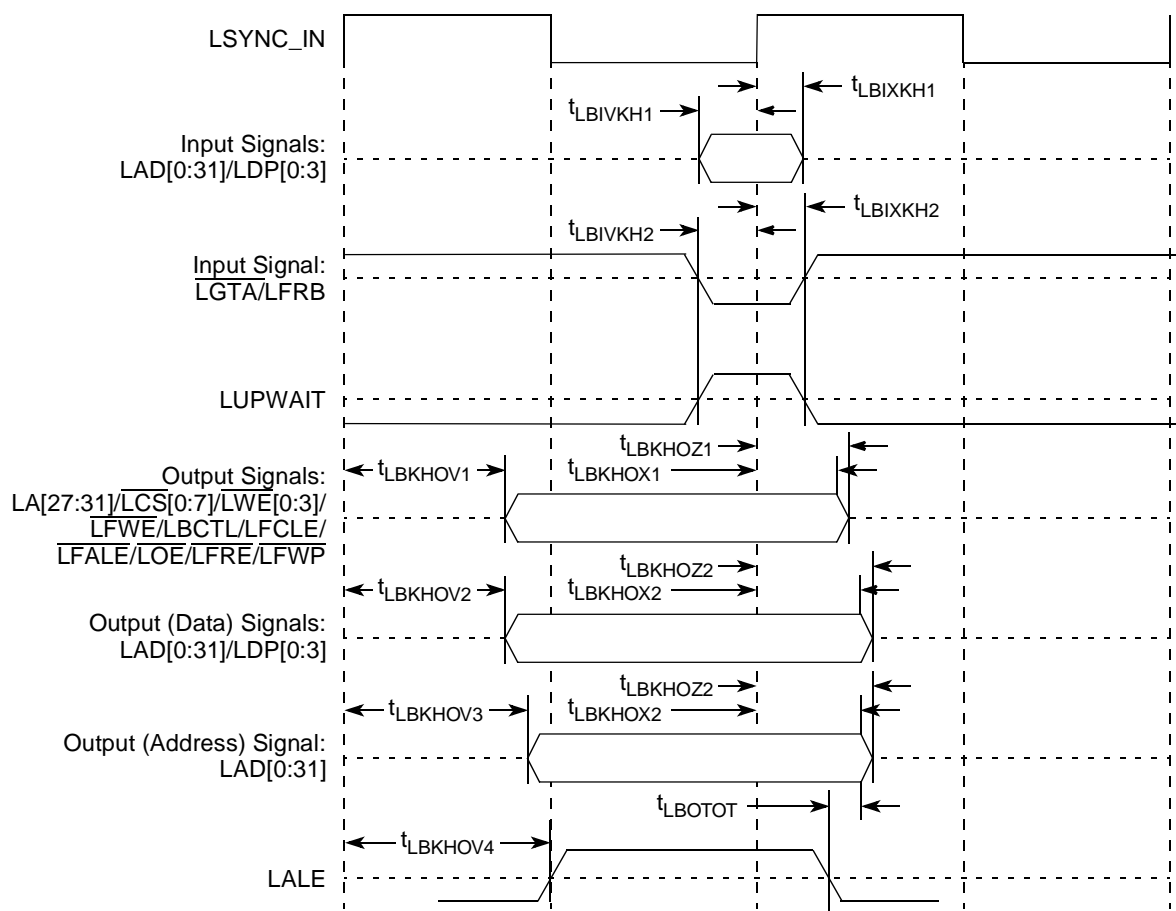 LSYNC_IN
tLBIXKH1
tLBIVKH1
Input Signals:
LAD[0:31]/LDP[0:3]
tLBIXKH2
tLBIVKH2
Input Signal:
LGTA/LFRB
LUPWAIT
tLBKHOZ1
tLBKHOV1
tLBKHOX1
Output Signals:
LA[27:31]/LCS[0:7]/LWE[0:3]/
LFWE/LBCTL/LFCLE/
LFALE/LOE/LFRE/LFWP
tLBKHOZ2
tLBKHOV2
tLBKHOX2
Output (Data) Signals:
LAD[0:31]/LDP[0:3]
tLBKHOZ2
tLBKHOV3
tLBKHOX2
Output (Address) Signal:
LAD[0:31]
tLBOTOT
tLBKHOV4
LALE